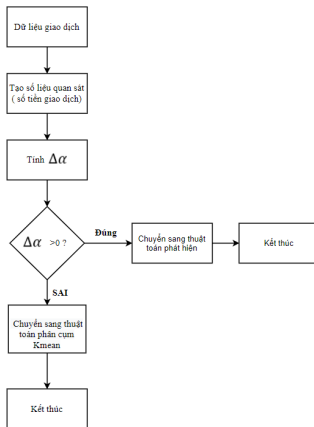 Dữ liệu giao dịch
Tạo số liệu quan sát
( số tiền giao dịch)
Tính Δα
Δα >0 ?
Đúng
Chuyển sang thuật
toán phát hiện
Kết thúc
SAI
Chuyển sang thuật
toán phân cụm
Kmean
Kết thúc